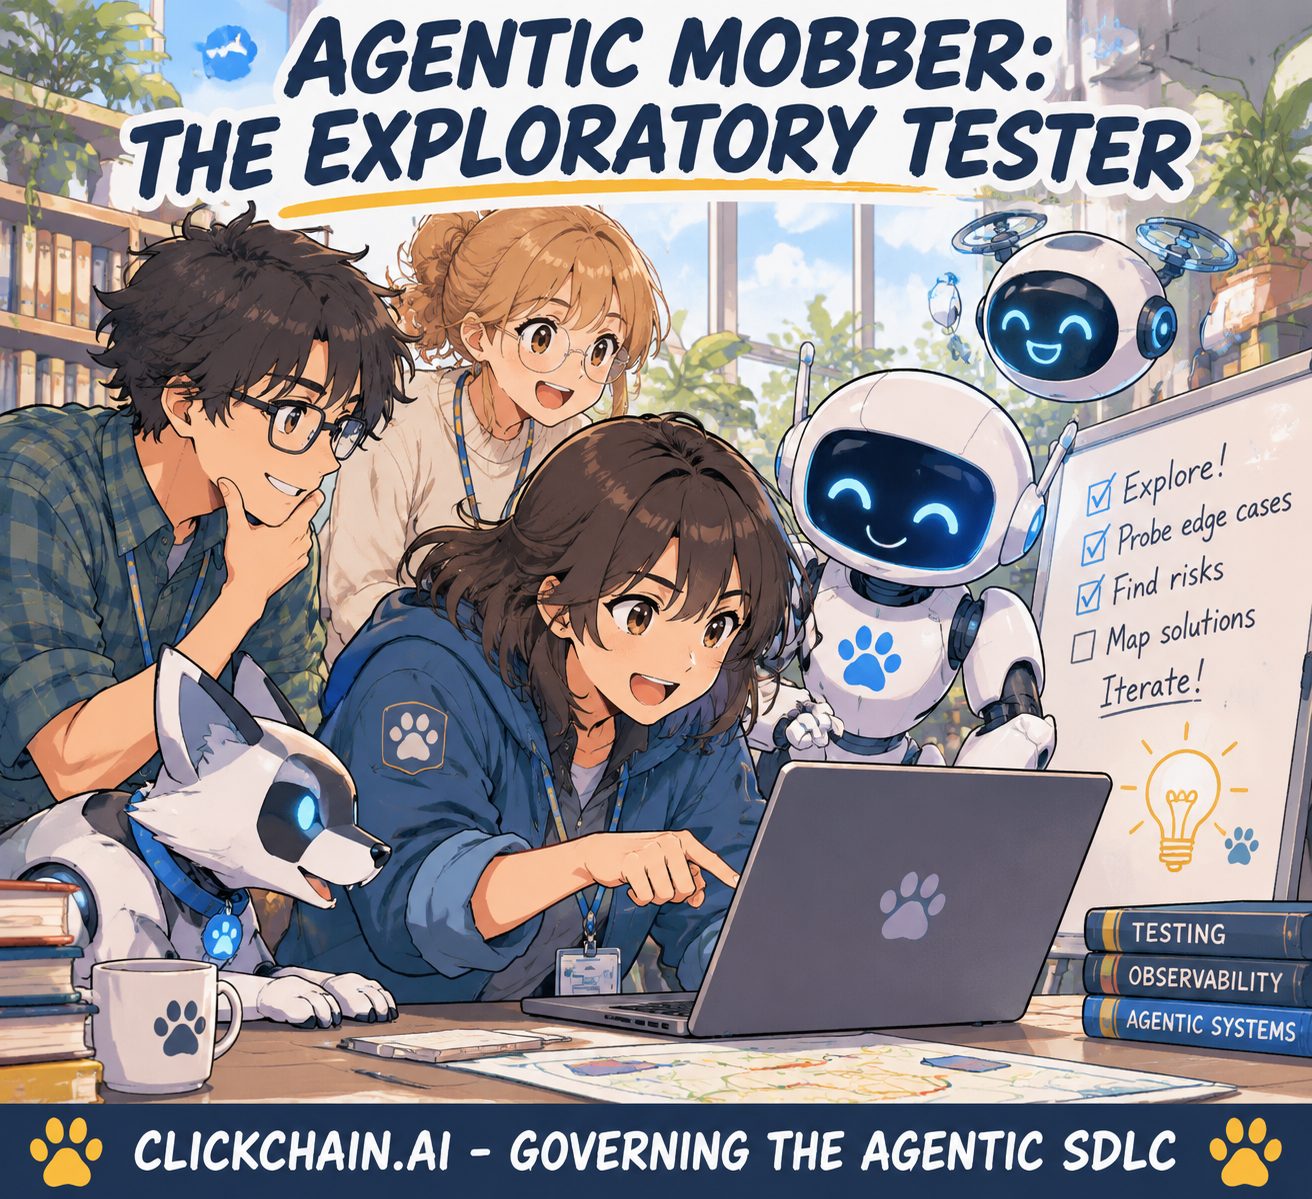 AGENTIC MOBBER:
THE EXPLORATORY TESTER
Explore!
Probe edge cases
Find risks
Map solutions
Iterate!
TESTING
OBSERVABILITY
AGENTIC SYSTEMS
CLICKCHAIN.AI - GOVERNING THE AGENTIC SDLC